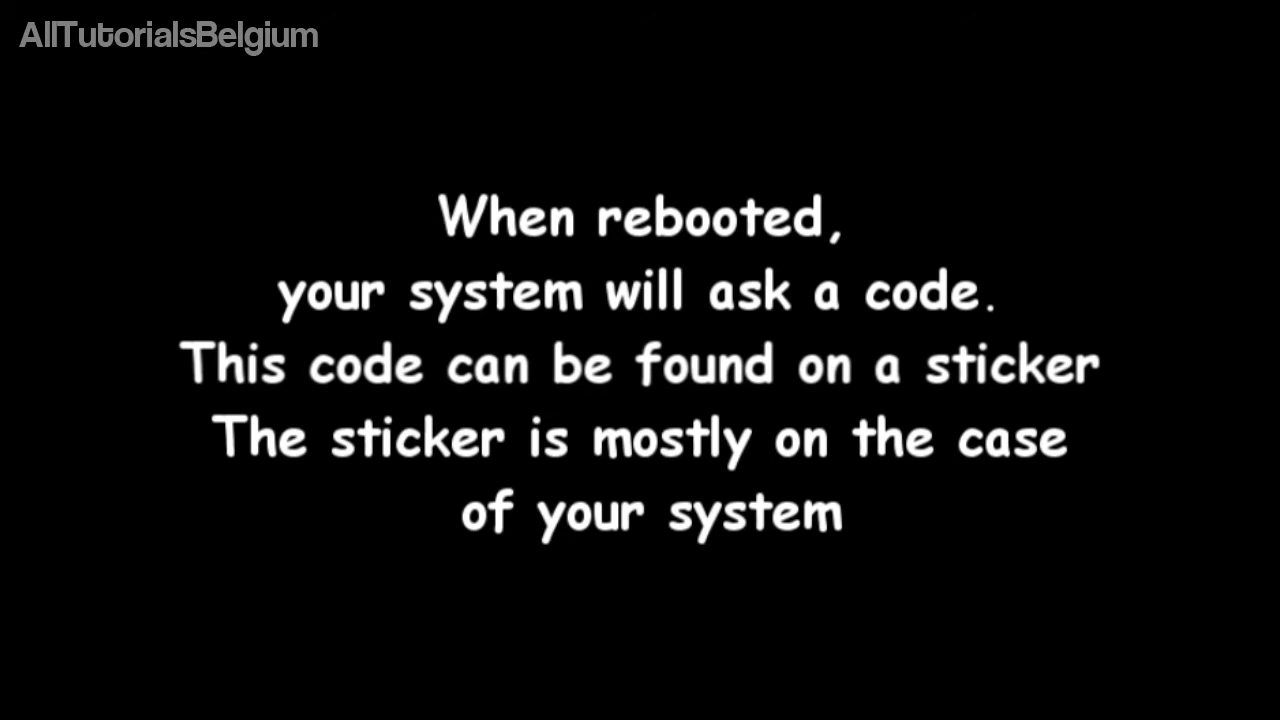 AllTutorialsBelgium
When rebooted,
your system will ask a code.
This code can be found on a sticker
The sticker is mostly on the case
of your system